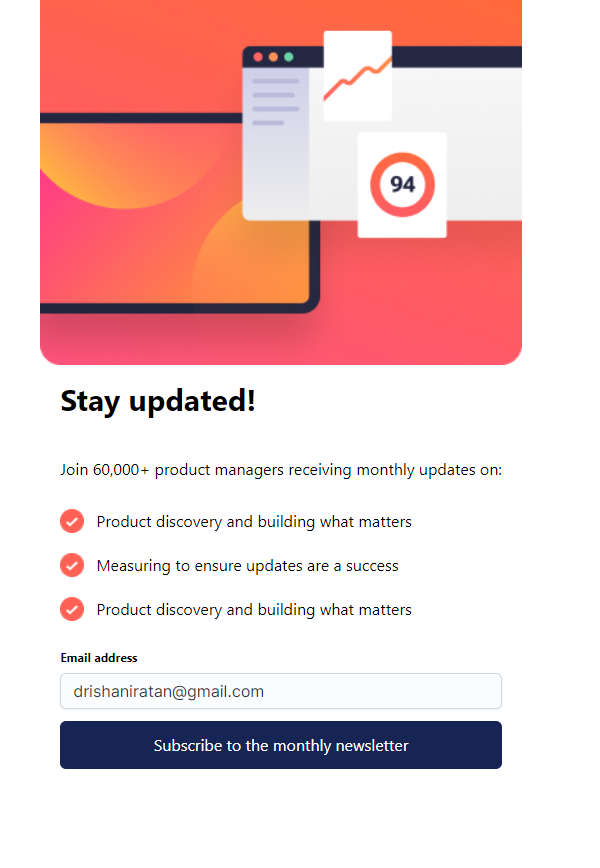 94
Stay updated!
Join 60,000+ product managers receiving monthly updates on:
Product discovery and building what matters
Measuring to ensure updates are a success
Product discovery and building what matters
Email address
drishaniratan@gmail.com
Subscribe to the monthly newsletter